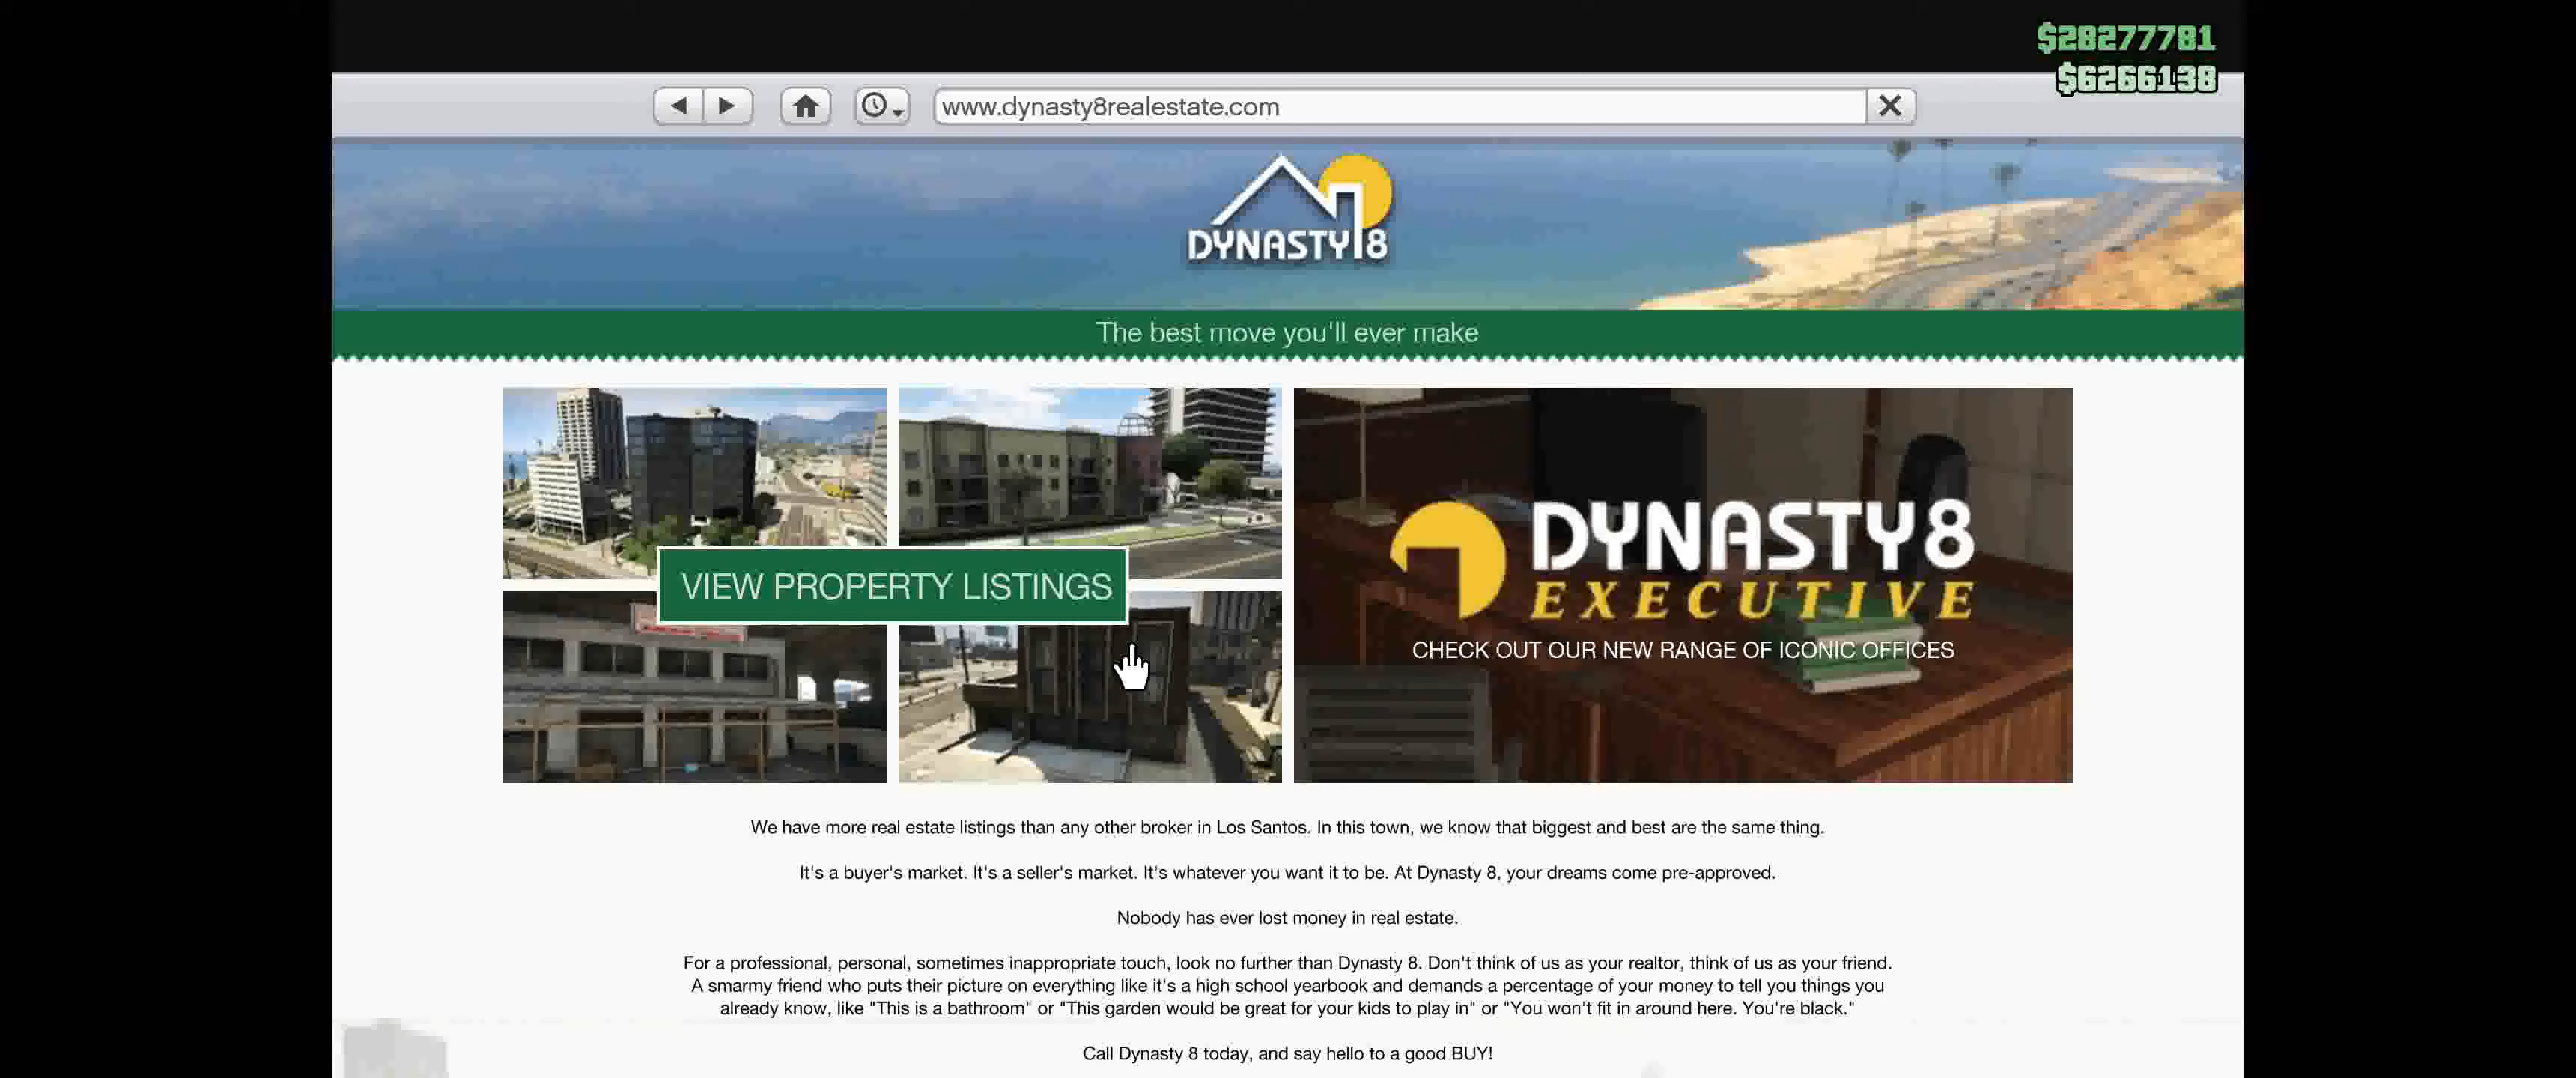 $28277781
$6266138
www.dynasty8realestate.com
DYNASTY 8
The best move you'll ever make
VIEW PROPERTY LISTINGS
DYNASTY8
EXECUTIVE
CHECK OUT OUR NEW RANGE OF ICONIC OFFICES
We have more real estate listings than any other broker in Los Santos. In this town, we know that biggest and best are the same thing.
It's a buyer's market. It's a seller's market. It's whatever you want it to be. At Dynasty 8, your dreams come pre-approved.
Nobody has ever lost money in real estate.
For a professional, personal, sometimes inappropriate touch, look no further than Dynasty 8. Don't think of us as your realtor, think of us as your friend.
A smarmy friend who puts their picture on everything like it's a high school yearbook and demands a percentage of your money to tell you things you
already know, like "This is a bathroom" or "This garden would be great for your kids to play in" or "You won't fit in around here. You're black."
Call Dynasty 8 today, and say hello to a good BUY!